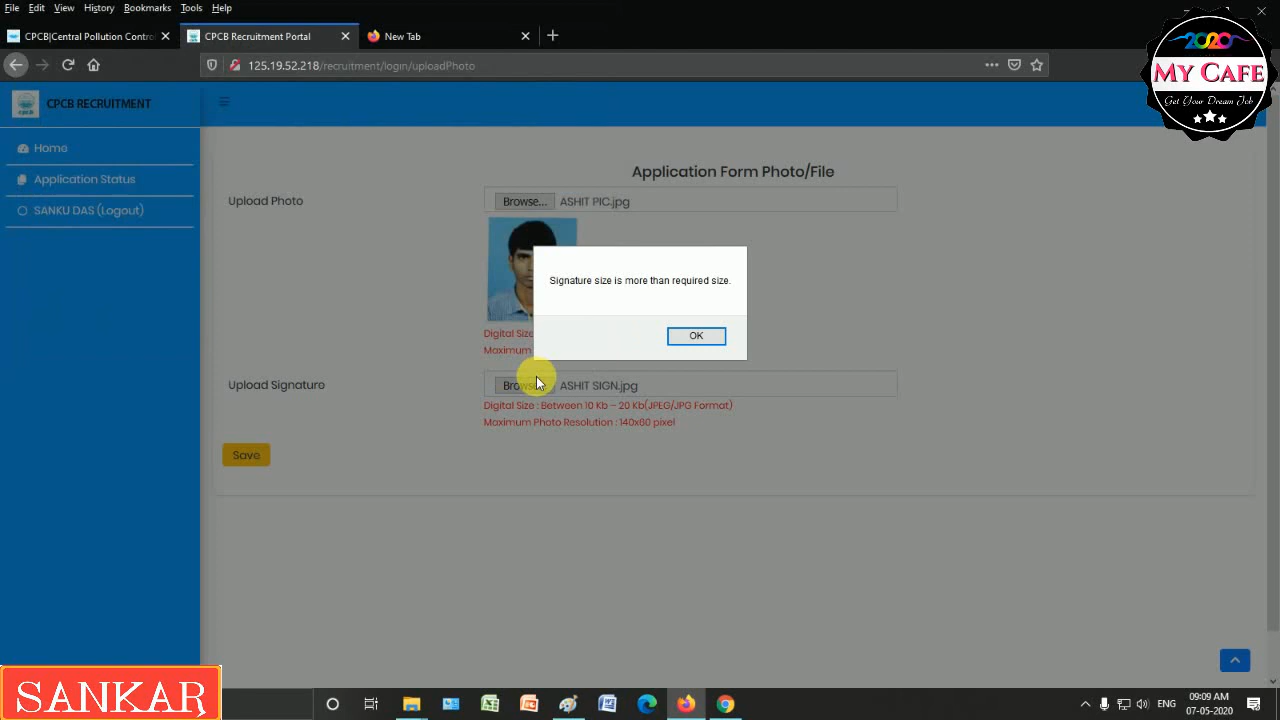 File Edit View History Bookmarks Tools Help
CPCB|Central Pollution Contro
CPCB Recruitment Portal
New Tab
125.19.52.218/recruitment/login/uploadPhoto
2020
MY CAFE
Get Your Dream Job
CPCB RECRUITMENT
Home
Application Status
SANKU DAS (Logout)
Application Form Photo/File
Upload Photo
Browse... ASHIT PIC.jpg
Signature size is more than required size.
OK
Digital Size
Maximum
Upload Signature
Browse ASHIT SIGN.jpg
Digital Size : Between 10 Kb – 20 Kb(JPEG/JPG Format)
Maximum Photo Resolution : 140x60 pixel
Save
SANKAR
ENG
09:09 AM
07-05-2020